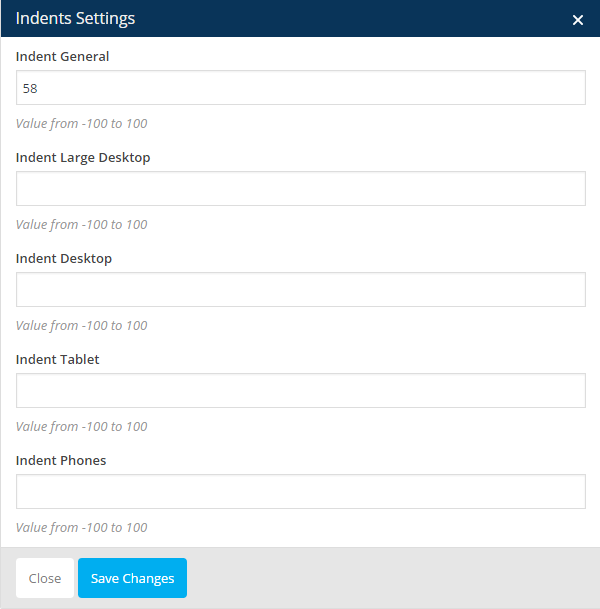 Indents Settings
Indent General
58
Value from -100 to 100
Indent Large Desktop
Value from -100 to 100
Indent Desktop
Value from -100 to 100
Indent Tablet
Value from -100 to 100
Indent Phones
Value from -100 to 100
Close Save Changes